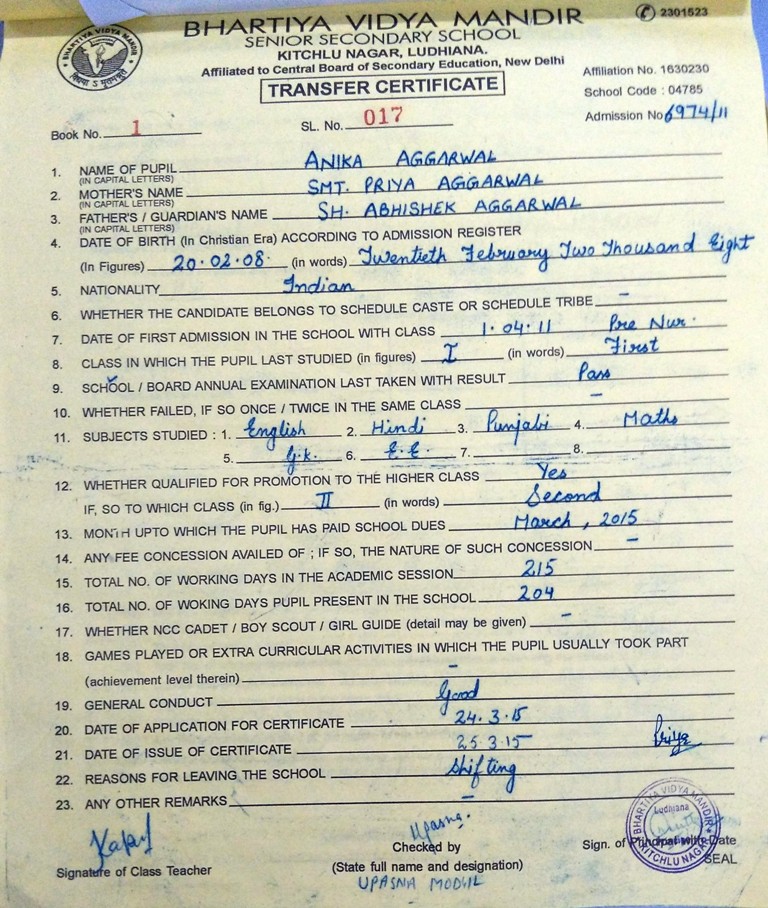 BHARTIYA VIDYA MANDIR
2301523
SENIOR SECONDARY SCHOOL
KITCHLU NAGAR, LUDHIANA.
Affiliated to Central Board of Secondary Education, New Delhi
Affiliation No. 1630230
TRANSFER CERTIFICATE
School Code : 04785
Book No. 1 SL. No. 017 Admission No 6974/11
1. NAME OF PUPIL ANIKA AGGARWAL
(IN CAPITAL LETTERS)
2. MOTHER'S NAME SMT. PRIYA AGGARWAL
(IN CAPITAL LETTERS)
3. FATHER'S / GUARDIAN'S NAME SH. ABHISHEK AGGARWAL
(IN CAPITAL LETTERS)
4. DATE OF BIRTH (In Christian Era) ACCORDING TO ADMISSION REGISTER
(In Figures) 20.02.08. (in words) Twentieth February Two Thousand Eight
5. NATIONALITY Indian
6. WHETHER THE CANDIDATE BELONGS TO SCHEDULE CASTE OR SCHEDULE TRIBE –
7. DATE OF FIRST ADMISSION IN THE SCHOOL WITH CLASS 1.04.11 Pre Nur.
8. CLASS IN WHICH THE PUPIL LAST STUDIED (in figures) I (in words) First
9. SCHOOL / BOARD ANNUAL EXAMINATION LAST TAKEN WITH RESULT Pass
10. WHETHER FAILED, IF SO ONCE / TWICE IN THE SAME CLASS –
11. SUBJECTS STUDIED : 1. English 2. Hindi 3. Punjabi 4. Maths
5. G.K. 6. E.E. 7. 8.
12. WHETHER QUALIFIED FOR PROMOTION TO THE HIGHER CLASS Yes
IF, SO TO WHICH CLASS (in fig.) II (in words) Second
13. MONTH UPTO WHICH THE PUPIL HAS PAID SCHOOL DUES March, 2015
14. ANY FEE CONCESSION AVAILED OF ; IF SO, THE NATURE OF SUCH CONCESSION –
15. TOTAL NO. OF WORKING DAYS IN THE ACADEMIC SESSION 215
16. TOTAL NO. OF WOKING DAYS PUPIL PRESENT IN THE SCHOOL 204
17. WHETHER NCC CADET / BOY SCOUT / GIRL GUIDE (detail may be given) –
18. GAMES PLAYED OR EXTRA CURRICULAR ACTIVITIES IN WHICH THE PUPIL USUALLY TOOK PART
(achievement level therein) –
19. GENERAL CONDUCT Good
20. DATE OF APPLICATION FOR CERTIFICATE 24.3.15
21. DATE OF ISSUE OF CERTIFICATE 25.3.15 Priya
22. REASONS FOR LEAVING THE SCHOOL Shifting
23. ANY OTHER REMARKS –
BHARTIYA VIDYA MANDIR
Ludhiana
KITCHLU NAGAR
Upasna.
Signature of Class Teacher
Checked by
(State full name and designation)
UPASNA MODGIL
Sign. of Principal with Date
SEAL